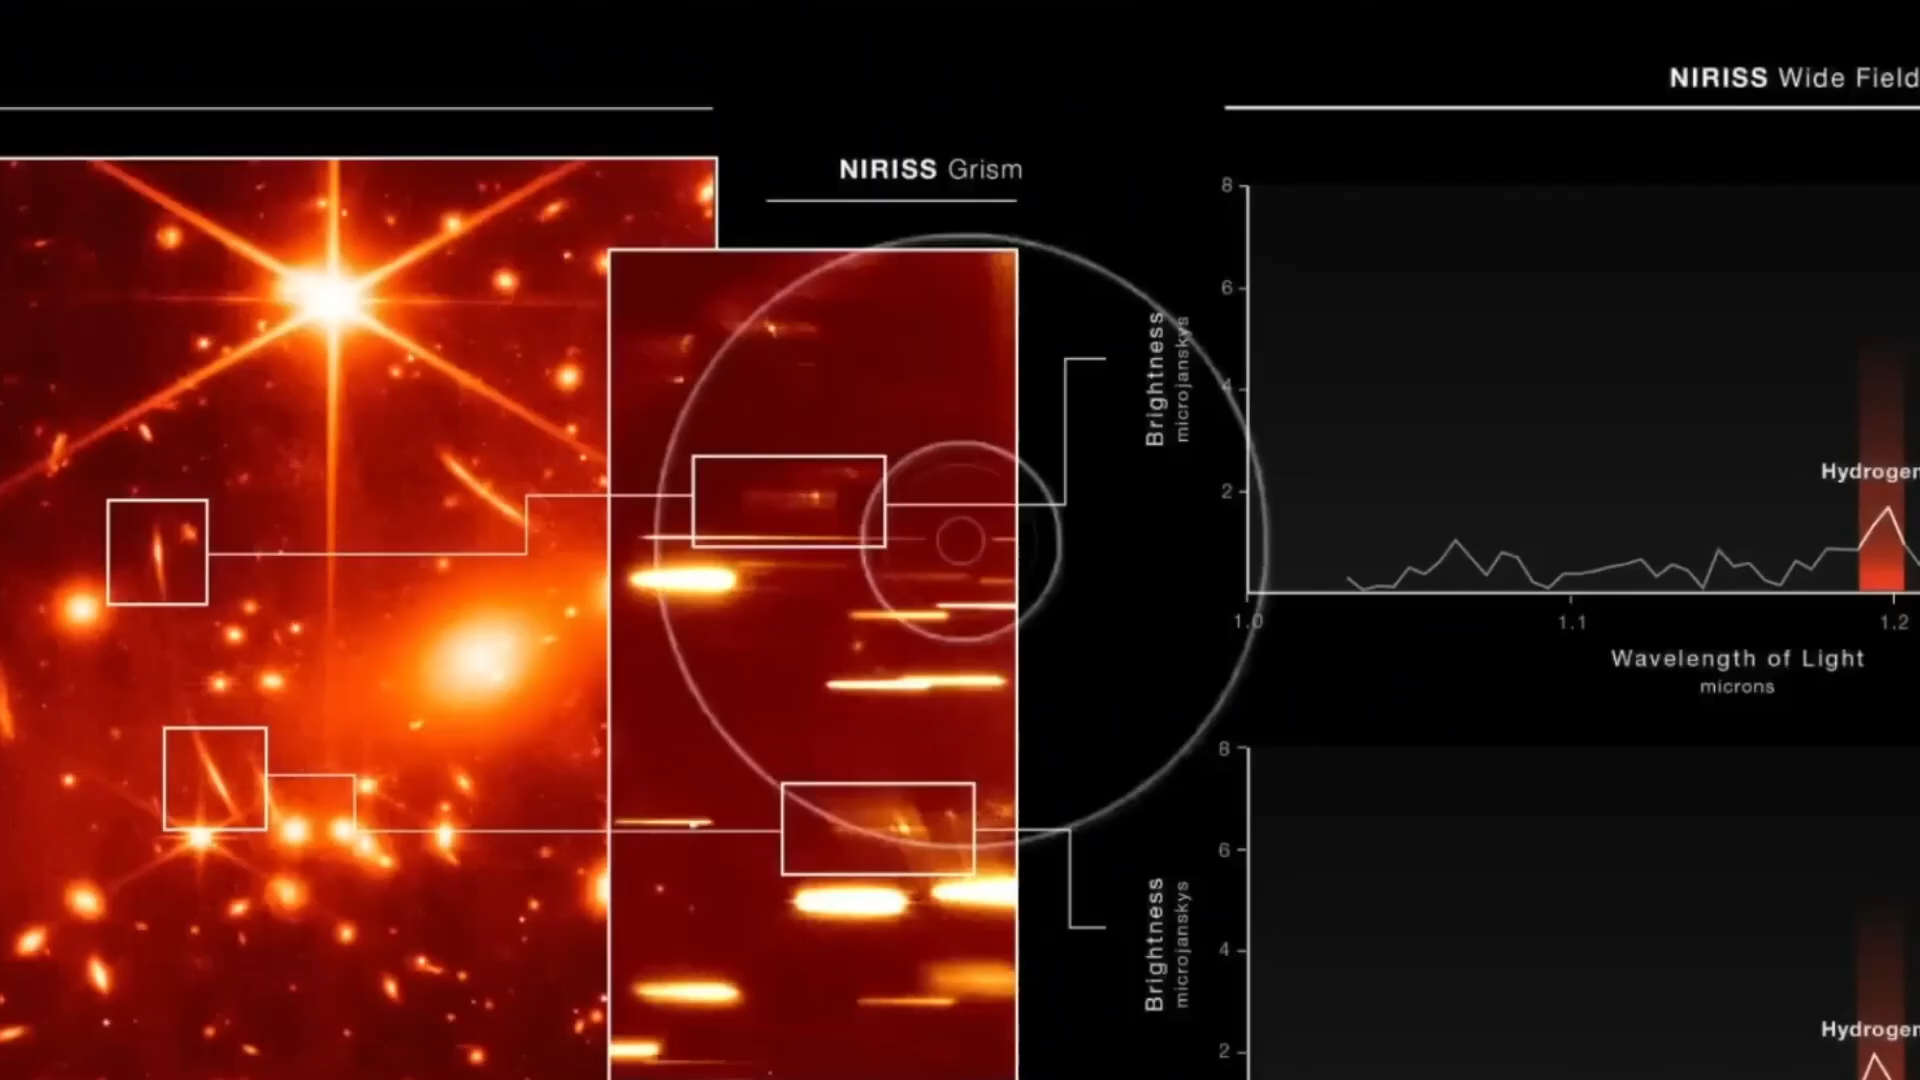 NIRISS Wide Field
NIRISS Grism
8
6
4
2
Brightness
microjanskys
Hydrogen
1.0
1.1
1.2
Wavelength of Light
microns
8
6
4
2
Brightness
microjanskys
Hydrogen